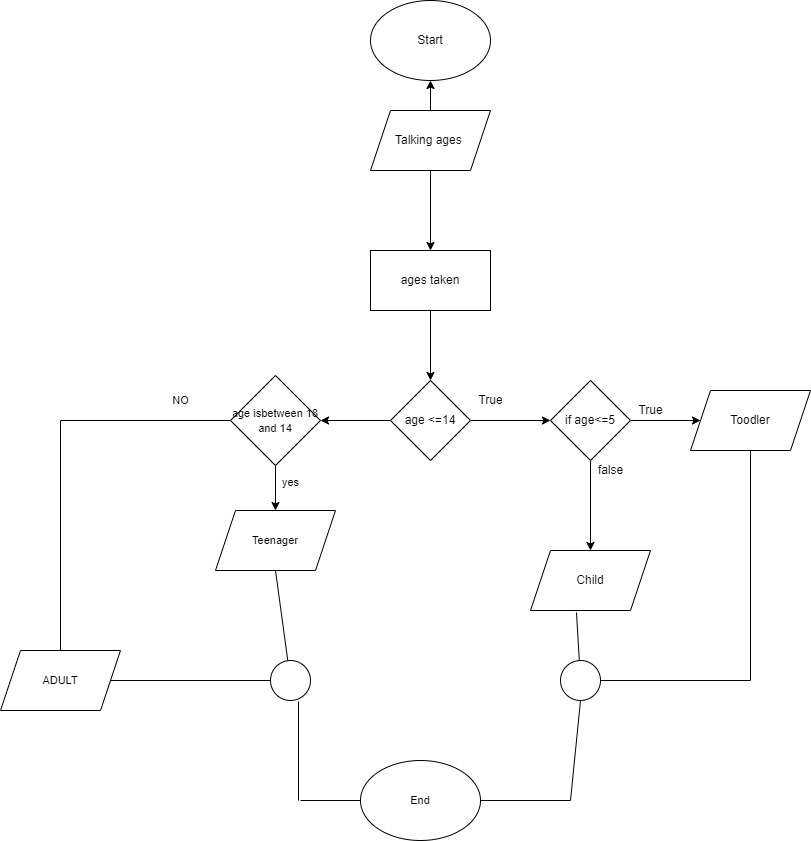 Start
Talking ages
ages taken
NO
age isbetween 18
and 14
age <=14
True
if age<=5
True
Toodler
yes
false
Teenager
Child
ADULT
End